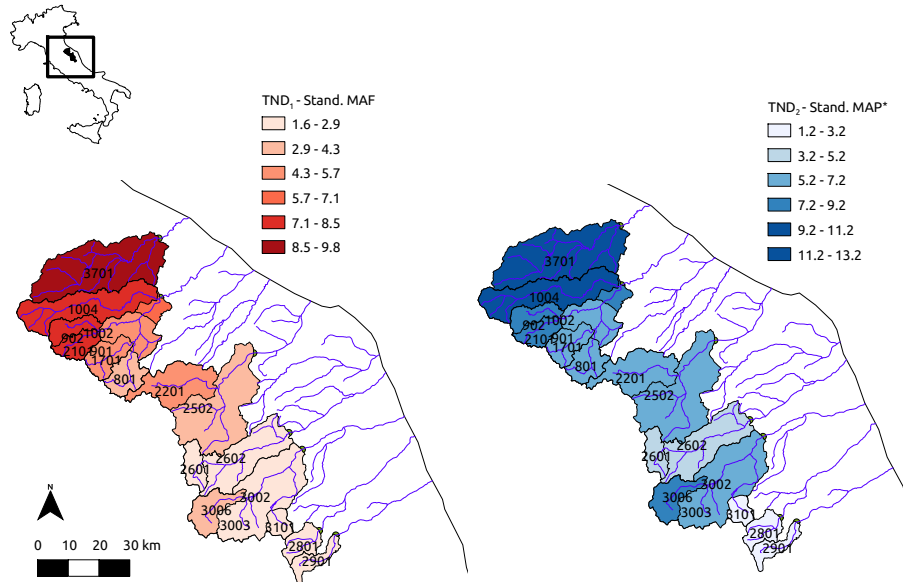 TND₁ - Stand. MAF
1.6 - 2.9
2.9 - 4.3
4.3 - 5.7
5.7 - 7.1
7.1 - 8.5
8.5 - 9.8
TND₂ - Stand. MAP*
1.2 - 3.2
3.2 - 5.2
5.2 - 7.2
7.2 - 9.2
9.2 - 11.2
11.2 - 13.2
3701
1004
1002
902
901
210
1701
801
2201
2502
2602
2601
3002
3006
3003
3101
2801
2901
3701
1004
1002
902
901
210
1701
801
2201
2502
2602
2601
3002
3006
3003
3101
2801
2901
N
0 10 20 30 km